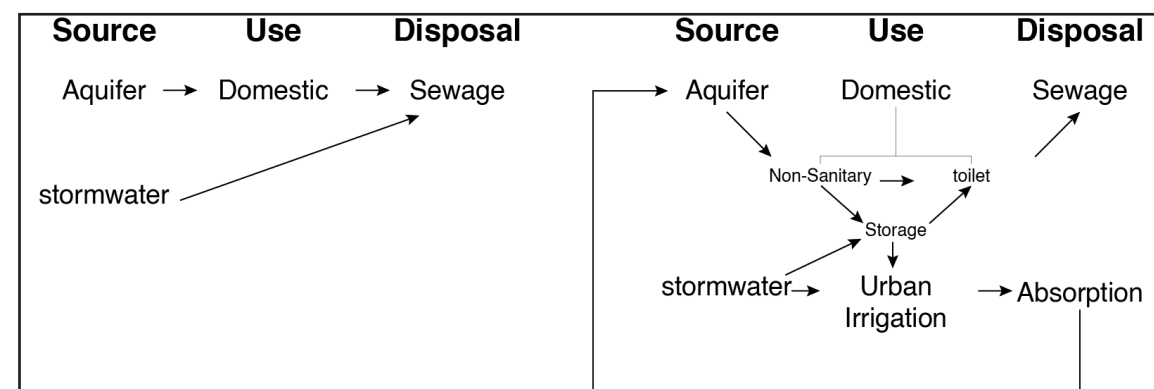 Source Use Disposal
Aquifer Domestic Sewage
stormwater
Source Use Disposal
Aquifer Domestic Sewage
Non-Sanitary toilet
Storage
stormwater Urban Absorption
Irrigation